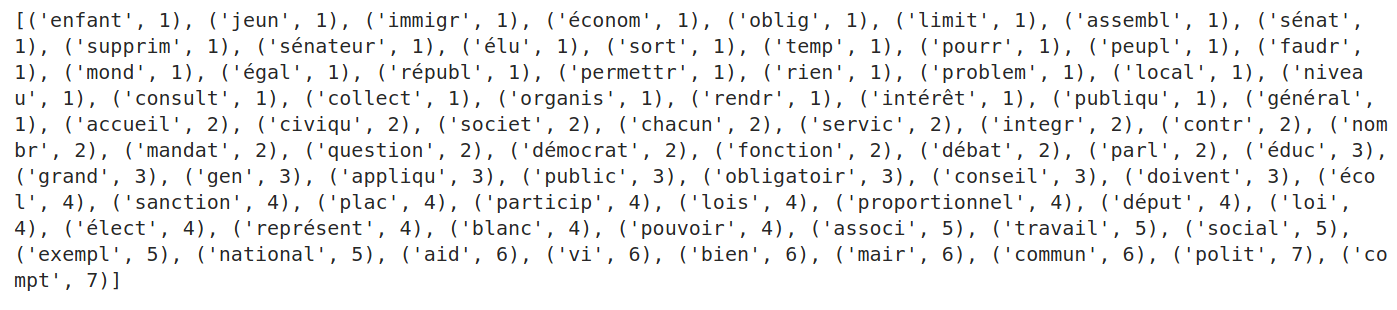 [('enfant', 1), ('jeun', 1), ('immigr', 1), ('économ', 1), ('oblig', 1), ('limit', 1), ('assembl', 1), ('sénat',
1), ('supprim', 1), ('sénateur', 1), ('élu', 1), ('sort', 1), ('temp', 1), ('pourr', 1), ('peupl', 1), ('faudr',
1), ('mond', 1), ('égal', 1), ('républ', 1), ('permettr', 1), ('rien', 1), ('problem', 1), ('local', 1), ('nivea
u', 1), ('consult', 1), ('collect', 1), ('organis', 1), ('rendr', 1), ('intérêt', 1), ('publiqu', 1), ('général',
1), ('accueil', 2), ('civiqu', 2), ('societ', 2), ('chacun', 2), ('servic', 2), ('integr', 2), ('contr', 2), ('nom
br', 2), ('mandat', 2), ('question', 2), ('démocrat', 2), ('fonction', 2), ('débat', 2), ('parl', 2), ('éduc', 3),
('grand', 3), ('gen', 3), ('appliqu', 3), ('public', 3), ('obligatoir', 3), ('conseil', 3), ('doivent', 3), ('éco
l', 4), ('sanction', 4), ('plac', 4), ('particip', 4), ('lois', 4), ('proportionnel', 4), ('déput', 4), ('loi',
4), ('élect', 4), ('représent', 4), ('blanc', 4), ('pouvoir', 4), ('associ', 5), ('travail', 5), ('social', 5),
('exempl', 5), ('national', 5), ('aid', 6), ('vi', 6), ('bien', 6), ('mair', 6), ('commun', 6), ('polit', 7), ('co
mpt', 7)]